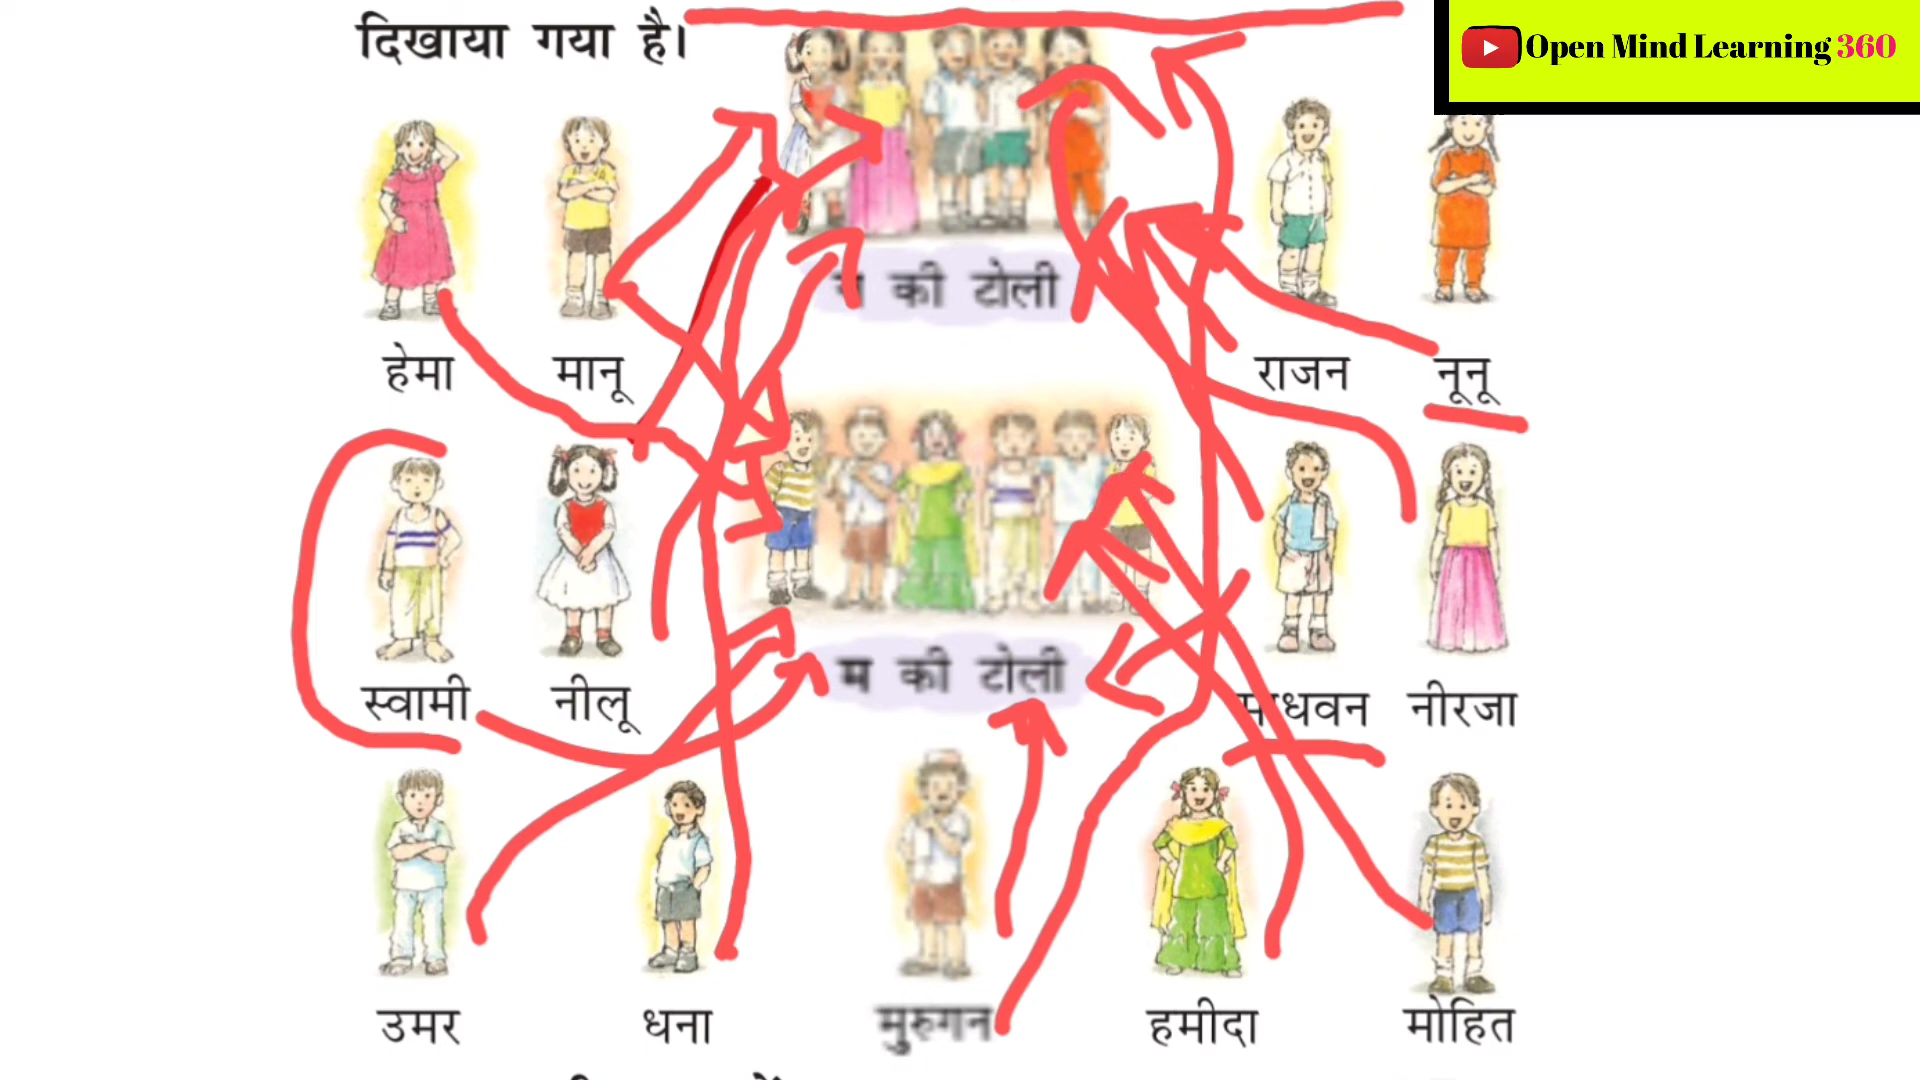 दिखाया गया है।
Open Mind Learning 360
की टोली
हेमा मानू राजन नूनू
म की टोली
स्वामी नीलू माधवन नीरजा
उमर धना मुरुगन हमीदा मोहित